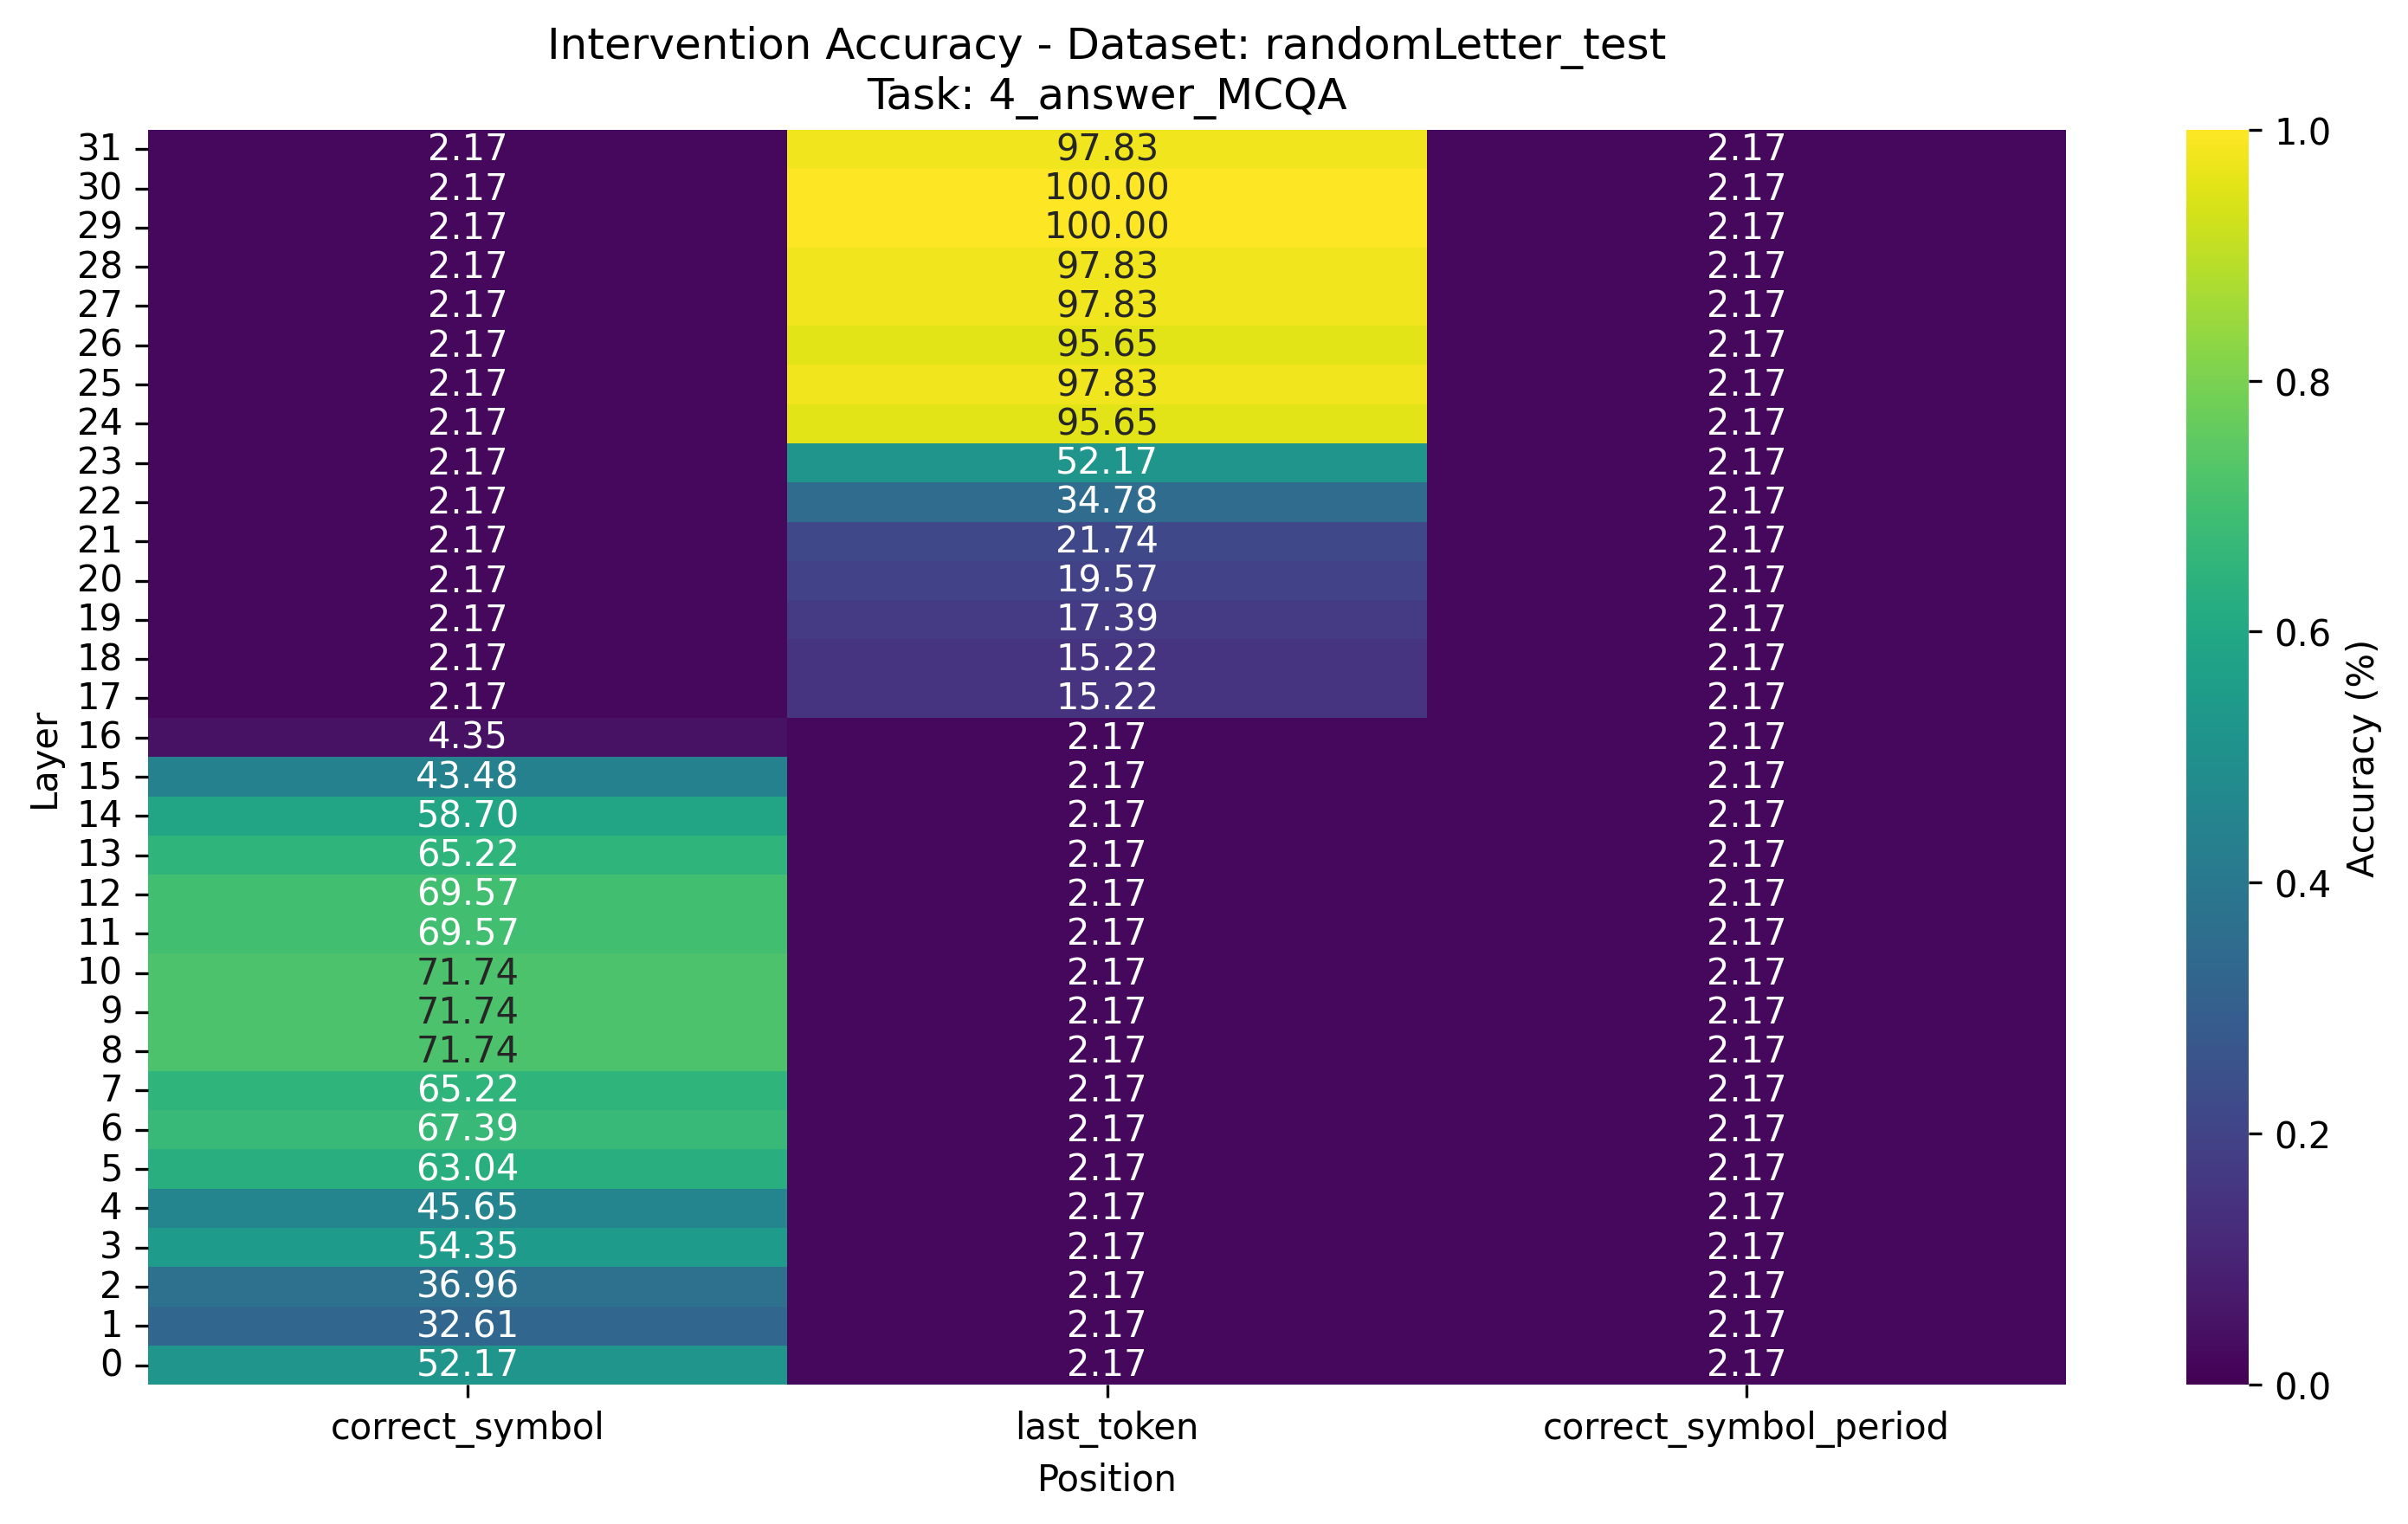 Intervention Accuracy - Dataset: randomLetter_test
Task: 4_answer_MCQA
31 2.17 97.83 2.17
30 2.17 100.00 2.17
29 2.17 100.00 2.17
28 2.17 97.83 2.17
27 2.17 97.83 2.17
26 2.17 95.65 2.17
25 2.17 97.83 2.17
24 2.17 95.65 2.17
23 2.17 52.17 2.17
22 2.17 34.78 2.17
21 2.17 21.74 2.17
20 2.17 19.57 2.17
19 2.17 17.39 2.17
18 2.17 15.22 2.17
17 2.17 15.22 2.17
16 4.35 2.17 2.17
15 43.48 2.17 2.17
14 58.70 2.17 2.17
13 65.22 2.17 2.17
12 69.57 2.17 2.17
11 69.57 2.17 2.17
10 71.74 2.17 2.17
9 71.74 2.17 2.17
8 71.74 2.17 2.17
7 65.22 2.17 2.17
6 67.39 2.17 2.17
5 63.04 2.17 2.17
4 45.65 2.17 2.17
3 54.35 2.17 2.17
2 36.96 2.17 2.17
1 32.61 2.17 2.17
0 52.17 2.17 2.17
correct_symbol last_token correct_symbol_period
Position
Layer
1.0
0.8
0.6
0.4
0.2
0.0
Accuracy (%)